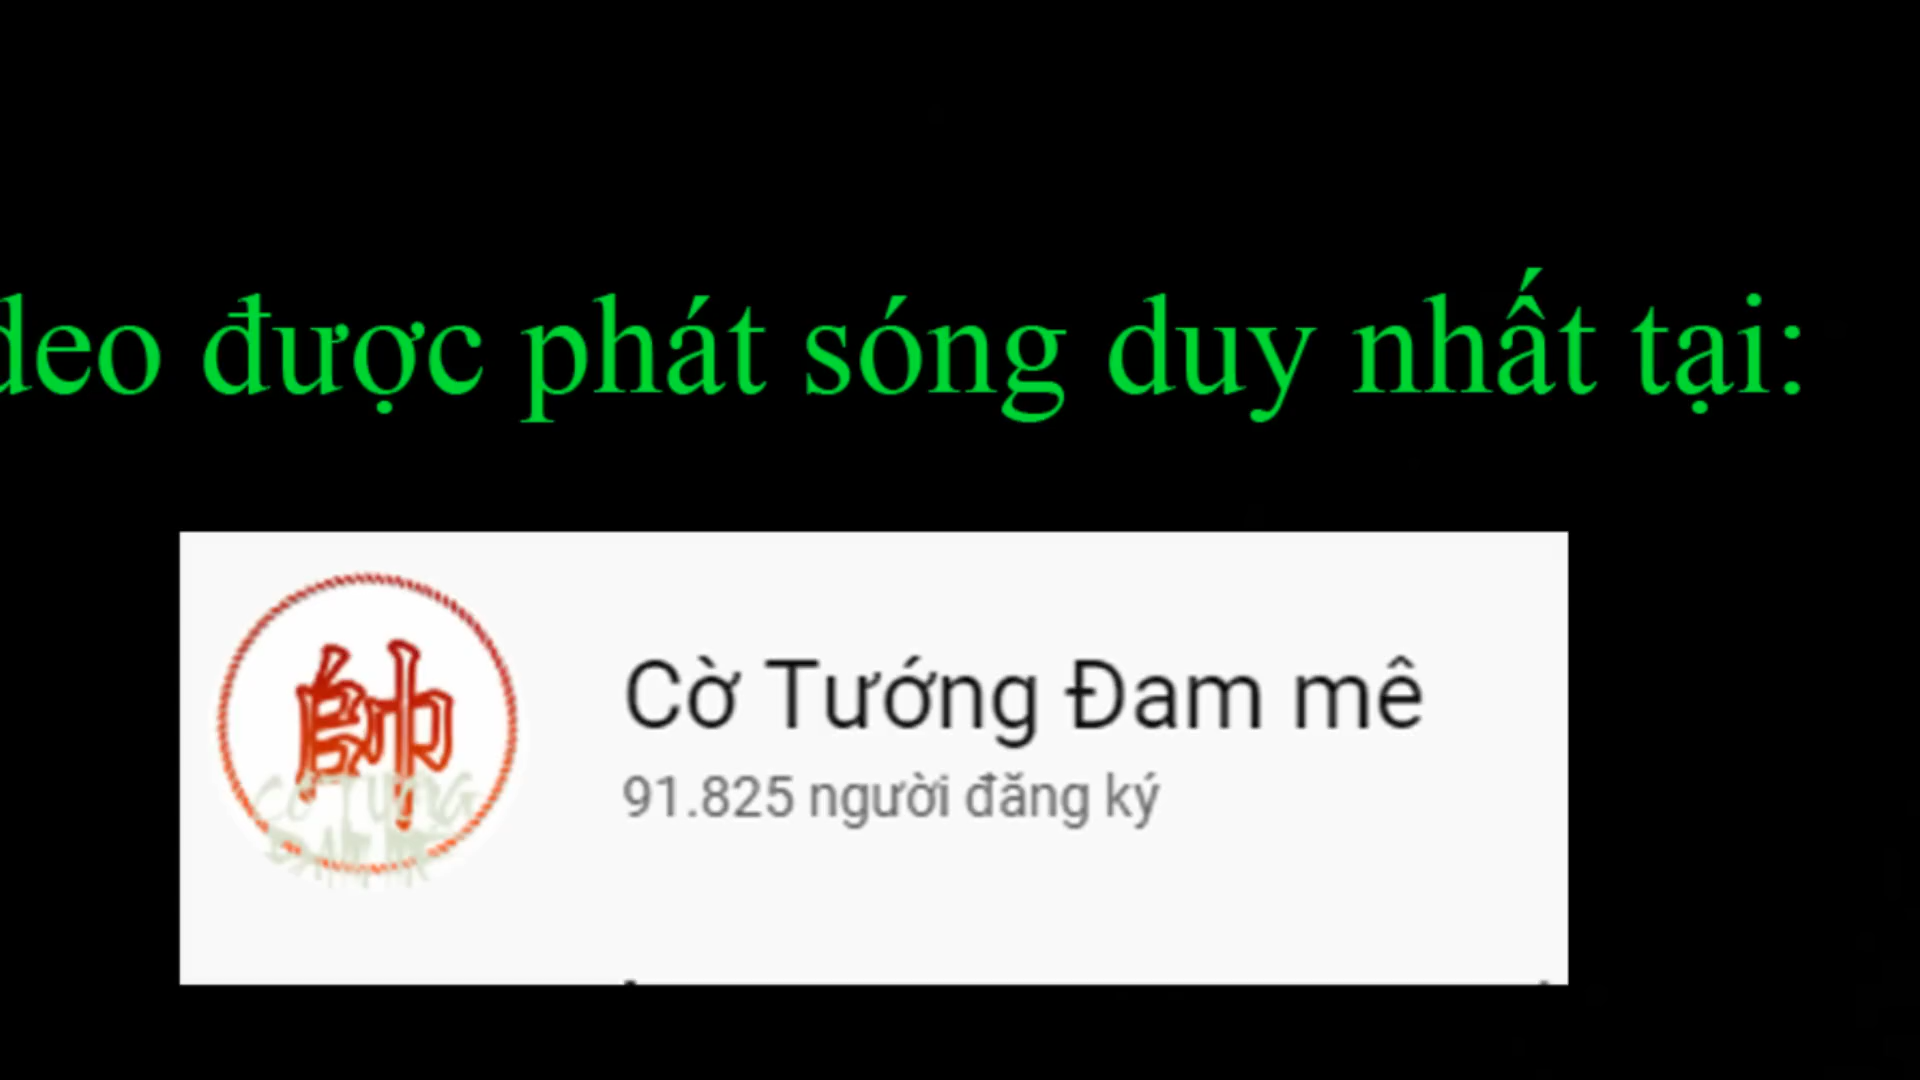 deo được phát sóng duy nhất tại:
帥
Cờ Tướng Đam mê
91.825 người đăng ký